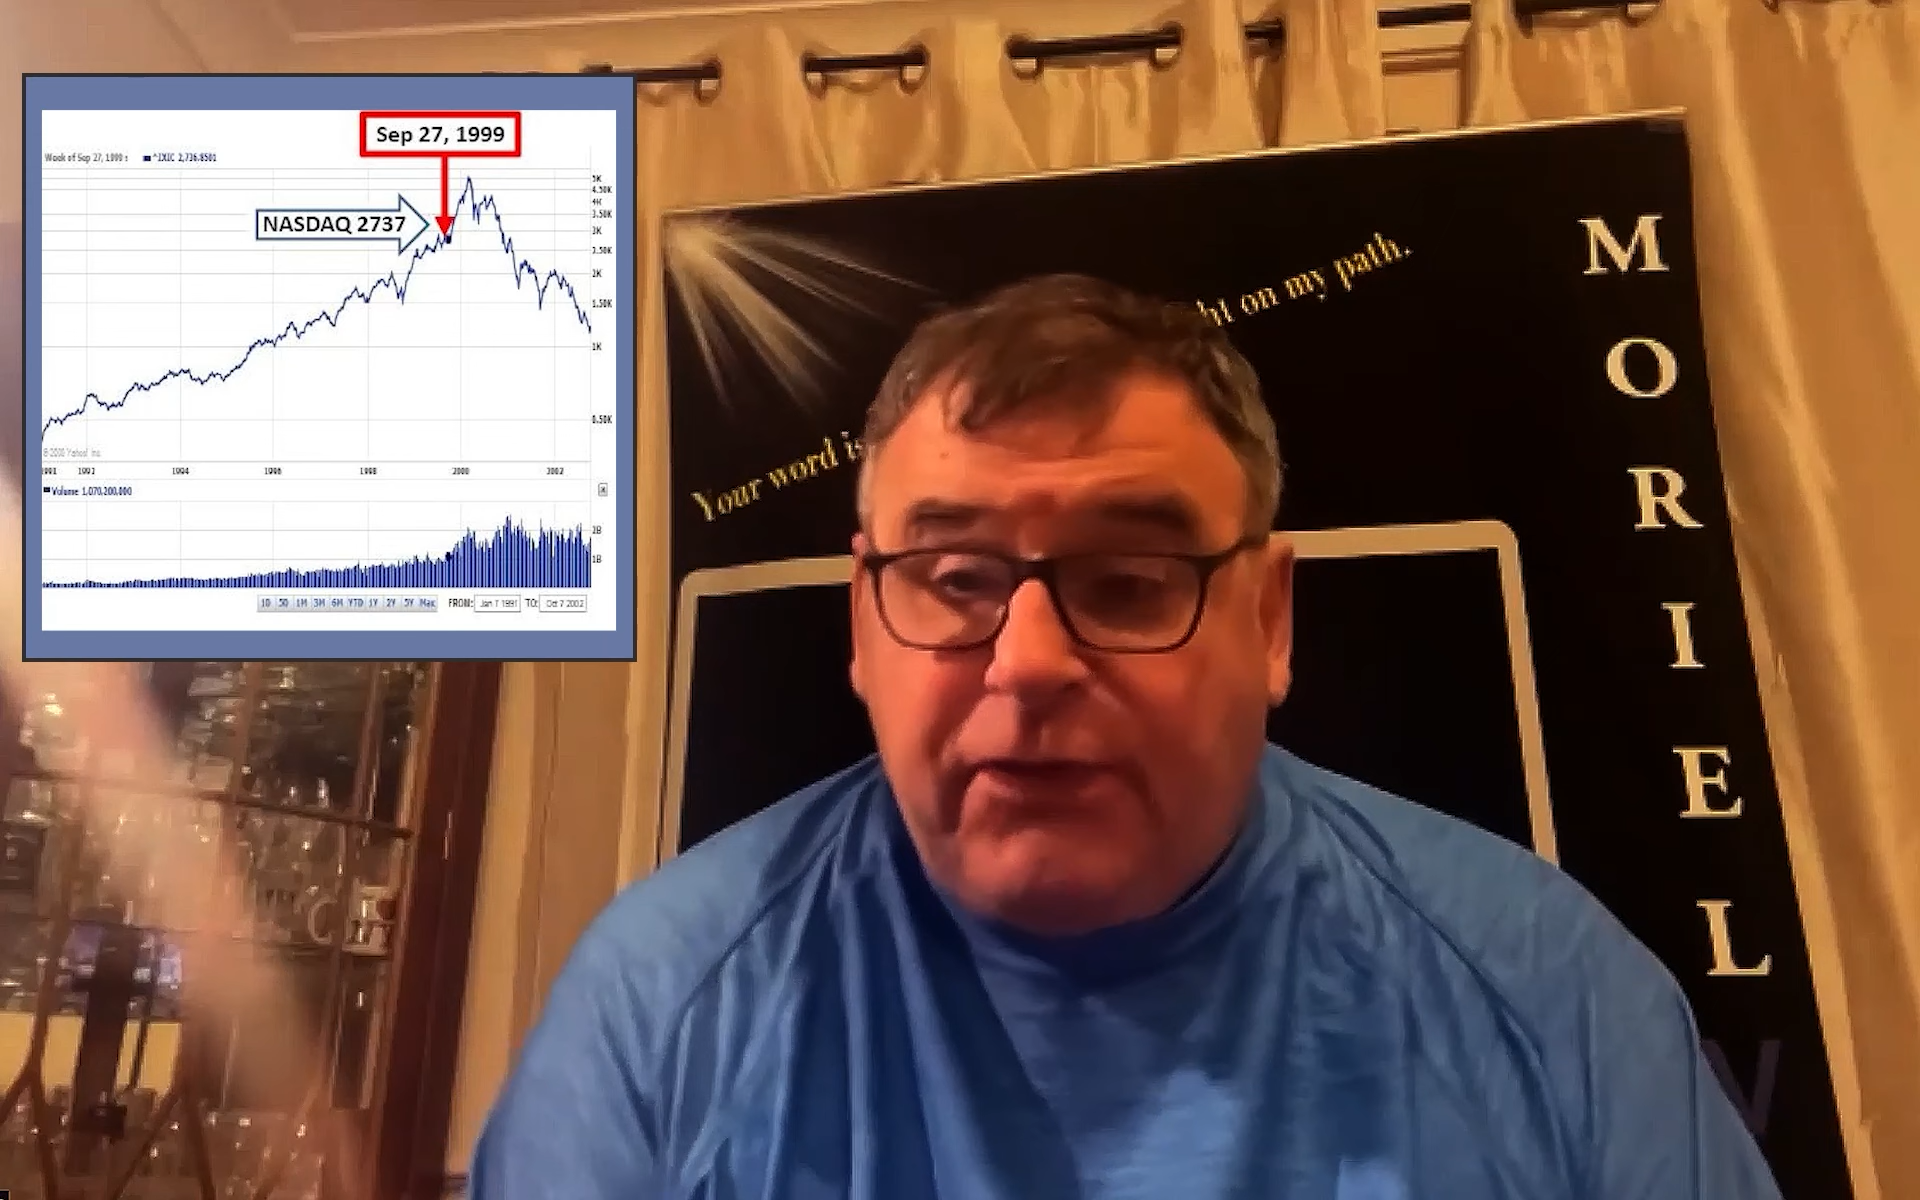 Sep 27, 1999
Week of Sep 27, 1999 :
^IXIC 2,736.8501
NASDAQ 2737
5K
4.50K
4K
3.50K
3K
2.50K
2K
1.50K
1K
0.50K
1991 1992 1994 1996 1998 2000 2002
Volume 1,070,200,000
2B
1B
1D 5D 1M 3M 6M YTD 1Y 2Y 5Y Max
FROM: Jan 7 1991 TO: Oct 7 2002
Your word is
ht on my path.
MORIEL